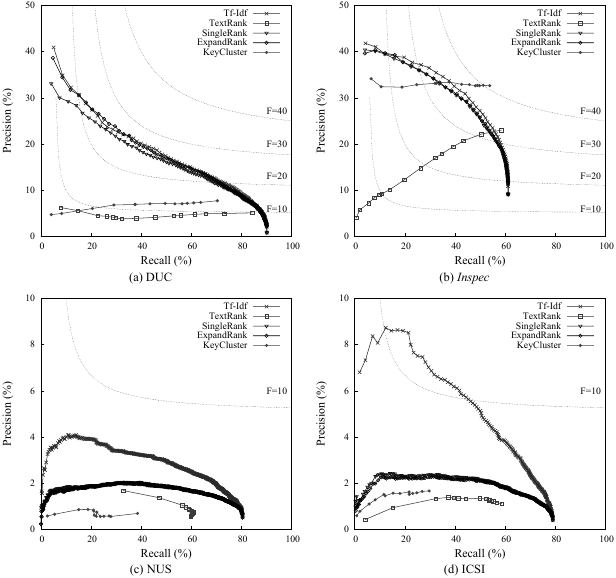 50
40
30
20
10
0
0 20 40 60 80 100
Precision (%)
Recall (%)
Tf-Idf
TextRank
SingleRank
ExpandRank
KeyCluster
F=40
F=30
F=20
F=10
(a) DUC
50
40
30
20
10
0
0 20 40 60 80 100
Precision (%)
Recall (%)
Tf-Idf
TextRank
SingleRank
ExpandRank
KeyCluster
F=40
F=30
F=20
F=10
(b) Inspec
10
8
6
4
2
0
0 20 40 60 80 100
Precision (%)
Recall (%)
Tf-Idf
TextRank
SingleRank
ExpandRank
KeyCluster
F=10
(c) NUS
10
8
6
4
2
0
0 20 40 60 80 100
Precision (%)
Recall (%)
Tf-Idf
TextRank
SingleRank
ExpandRank
KeyCluster
F=10
(d) ICSI